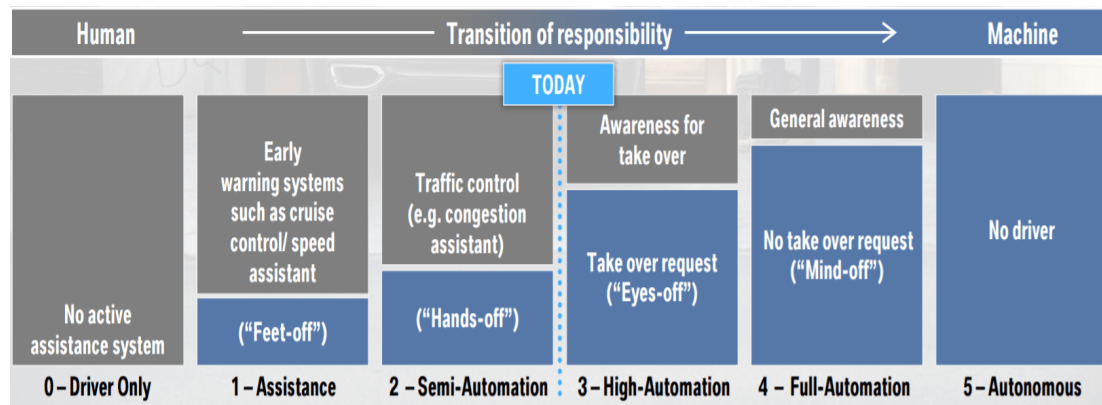 Human
Transition of responsibility
Machine
TODAY
No active
assistance system
0 – Driver Only
Early
warning systems
such as cruise
control/ speed
assistant
(“Feet-off”)
1 – Assistance
Traffic control
(e.g. congestion
assistant)
(“Hands-off”)
2 – Semi-Automation
Awareness for
take over
Take over request
(“Eyes-off”)
3 – High-Automation
General awareness
No take over request
(“Mind-off”)
4 – Full-Automation
No driver
5 – Autonomous